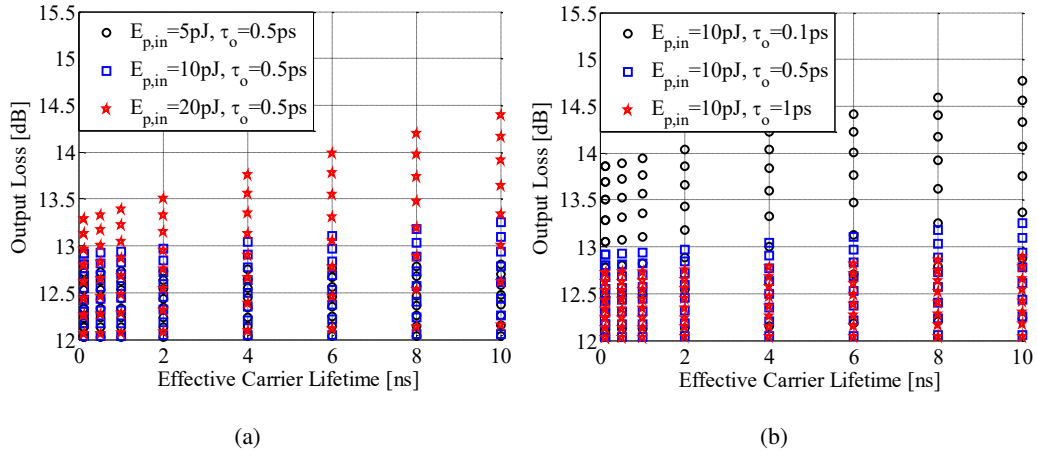 15.5
15
14.5
14
13.5
13
12.5
12
0
2
4
6
8
10
Output Loss [dB]
Effective Carrier Lifetime [ns]
E_p,in=5pJ, τ_o=0.5ps
E_p,in=10pJ, τ_o=0.5ps
E_p,in=20pJ, τ_o=0.5ps
(a)
15.5
15
14.5
14
13.5
13
12.5
12
0
2
4
6
8
10
Output Loss [dB]
Effective Carrier Lifetime [ns]
E_p,in=10pJ, τ_o=0.1ps
E_p,in=10pJ, τ_o=0.5ps
E_p,in=10pJ, τ_o=1ps
(b)